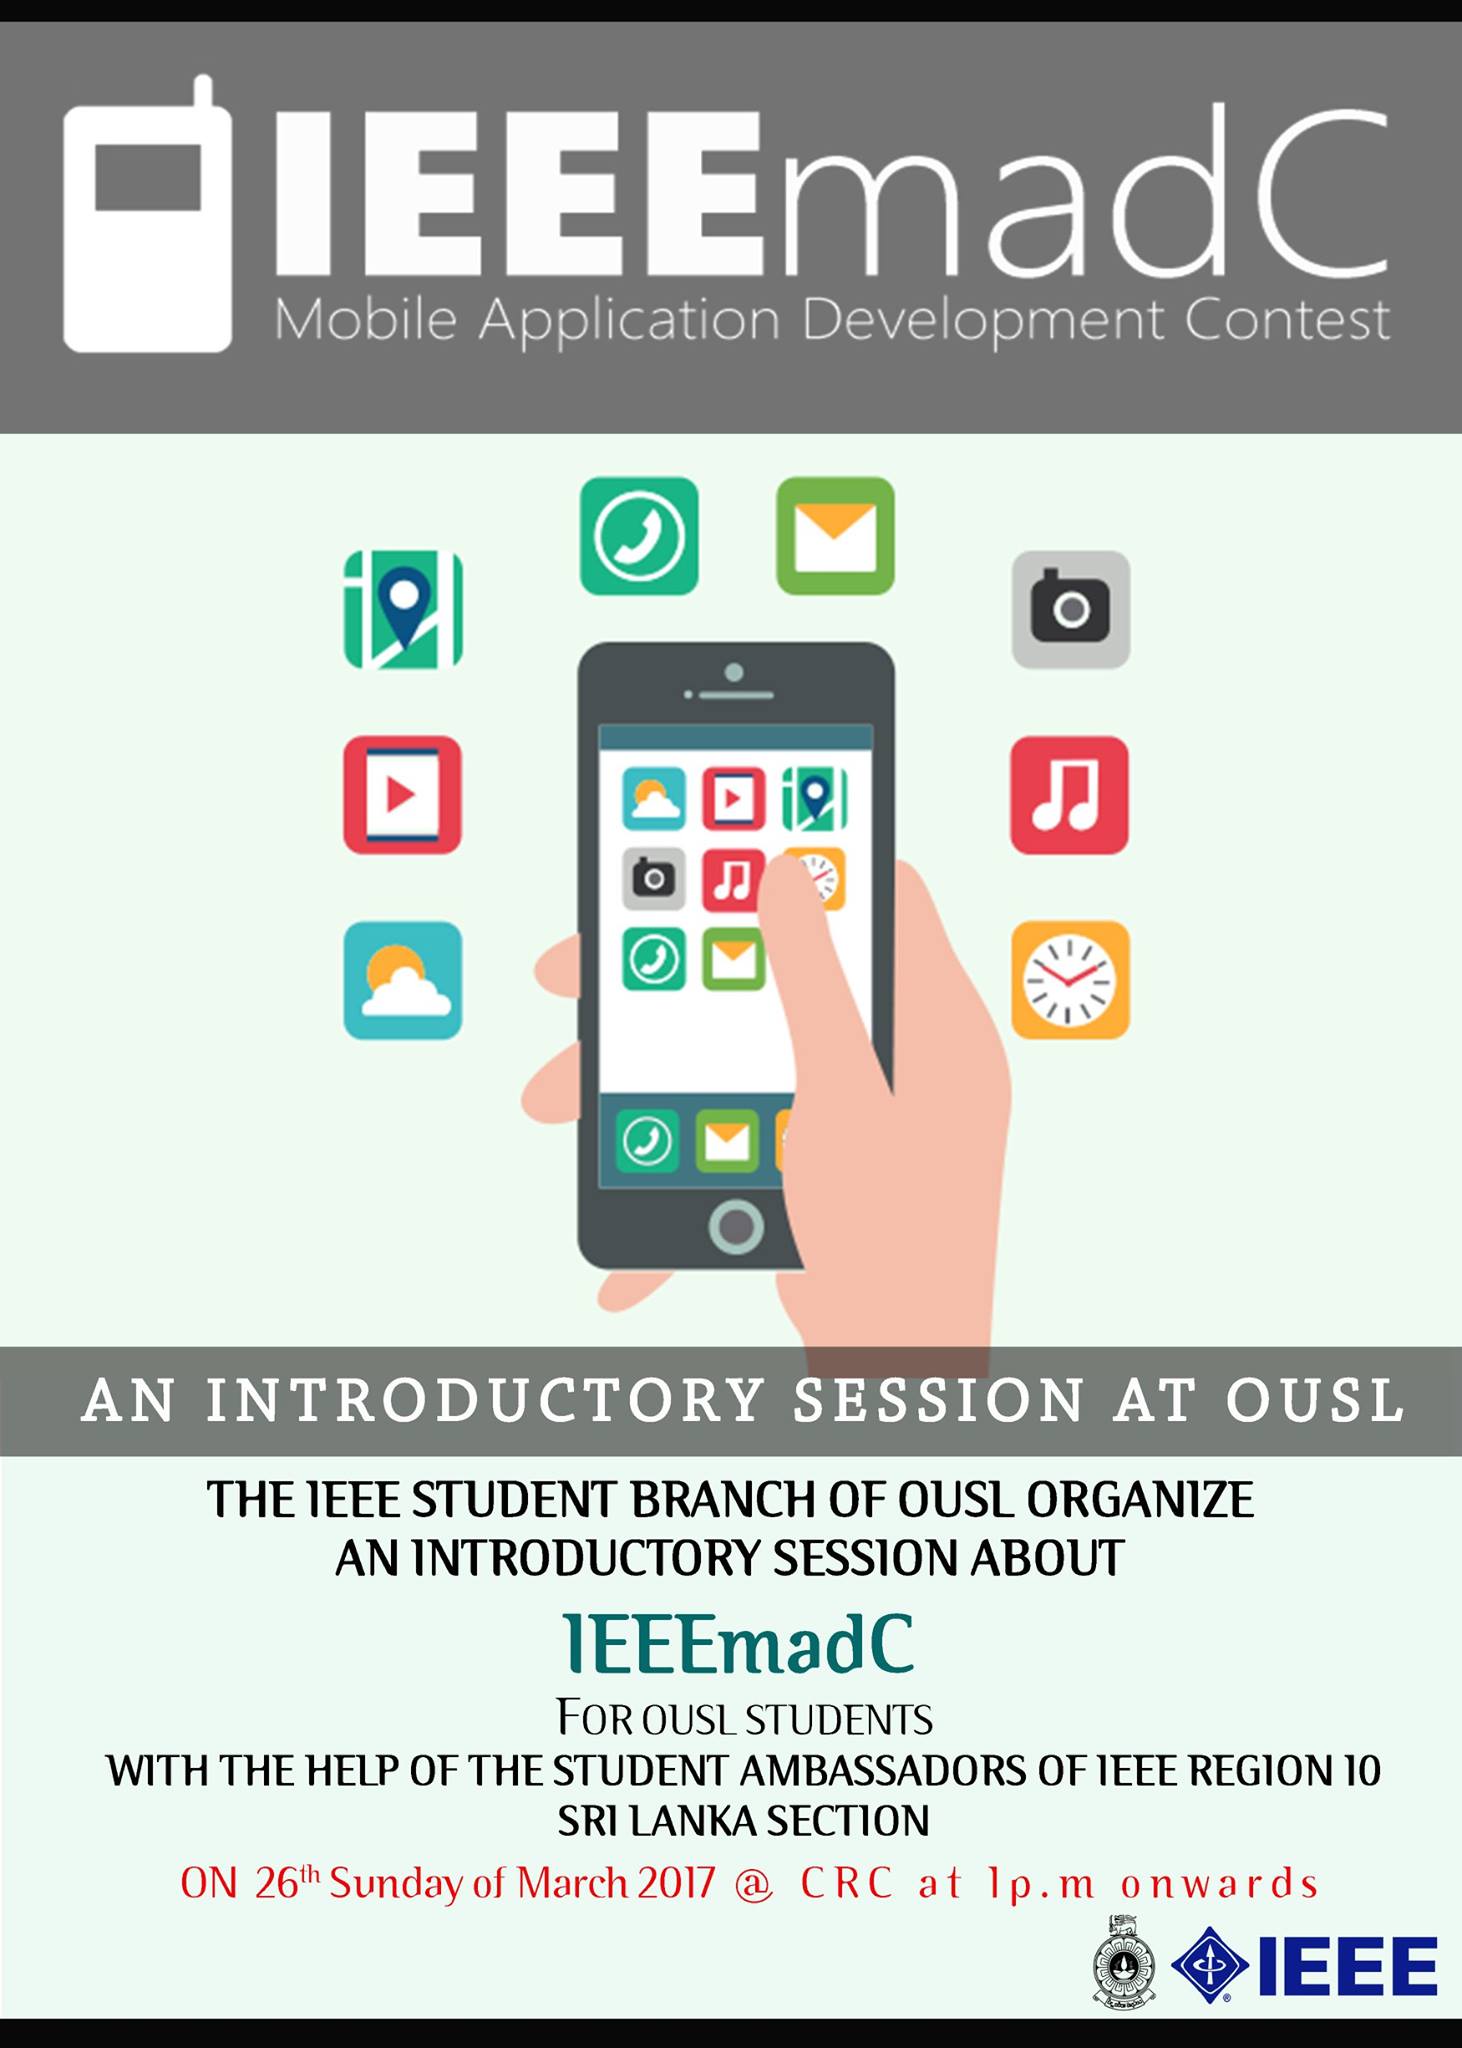 IEEEmadC
Mobile Application Development Contest
AN INTRODUCTORY SESSION AT OUSL
THE IEEE STUDENT BRANCH OF OUSL ORGANIZE
AN INTRODUCTORY SESSION ABOUT
IEEEmadC
FOR OUSL STUDENTS
WITH THE HELP OF THE STUDENT AMBASSADORS OF IEEE REGION 10
SRI LANKA SECTION
ON 26th Sunday of March 2017 @ CRC at 1p.m onwards
IEEE